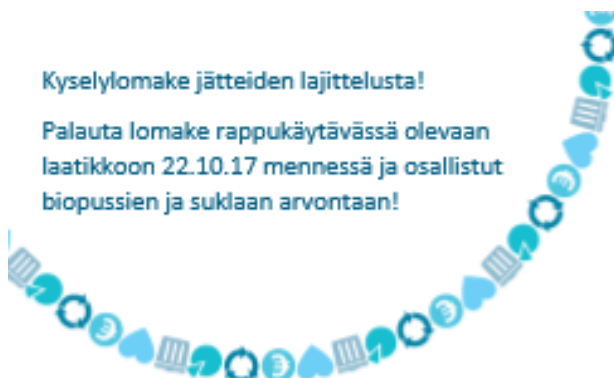 Kyselylomake jätteiden lajittelusta!
Palauta lomake rappukäytävässä olevaan
laatikkoon 22.10.17 mennessä ja osallistut
biopussien ja suklaan arvontaan!